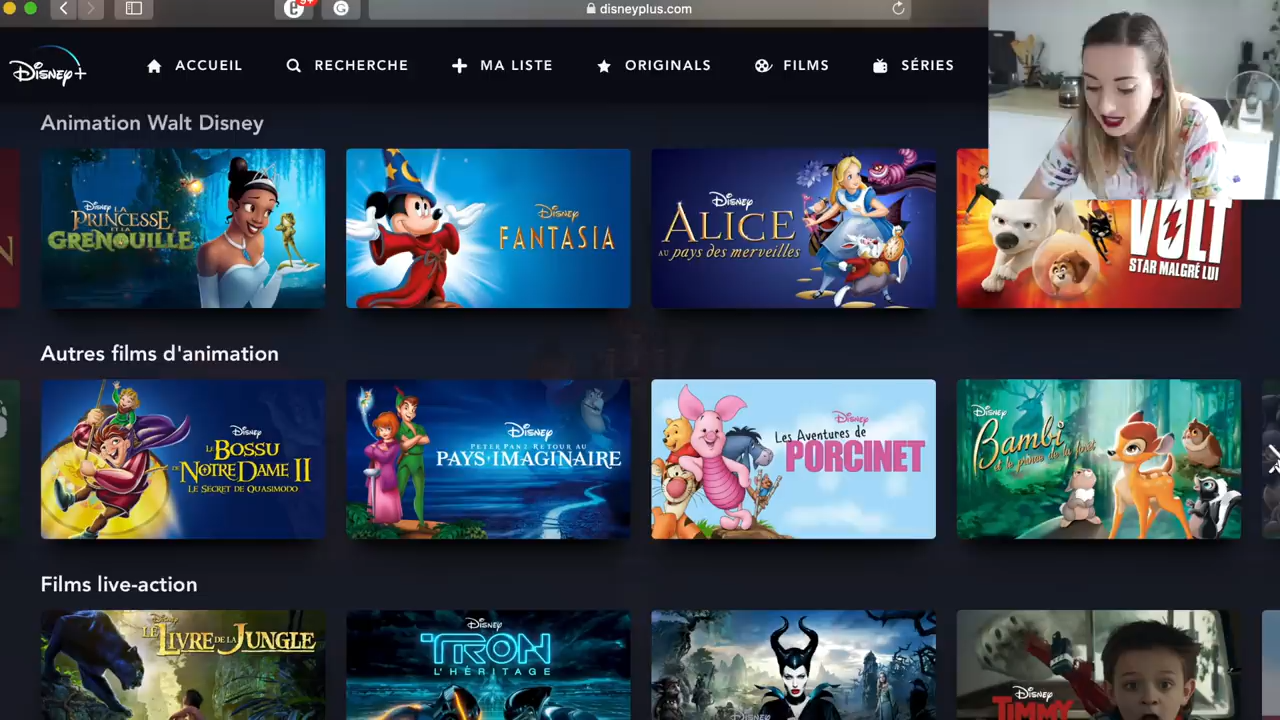 9+
disneyplus.com
Disney+
ACCUEIL
RECHERCHE
MA LISTE
ORIGINALS
FILMS
SÉRIES
Animation Walt Disney
Disney
LA
PRINCESSE
ET LA
GRENOUILLE
Disney
FANTASIA
Disney
ALICE
AU pays des merveilles
VOLT
STAR MALGRÉ LUI
Autres films d'animation
Disney
LE BOSSU
DE NOTRE DAME II
LE SECRET DE QUASIMODO
Disney
PETER PAN : RETOUR AU
PAYS IMAGINAIRE
Disney
Les Aventures de
PORCINET
Disney
Bambi
et le prince de la forêt
Films live-action
Disney
LE LIVRE DE LA JUNGLE
Disney
TRON
L'HÉRITAGE
Disney
Disney
TIMMY